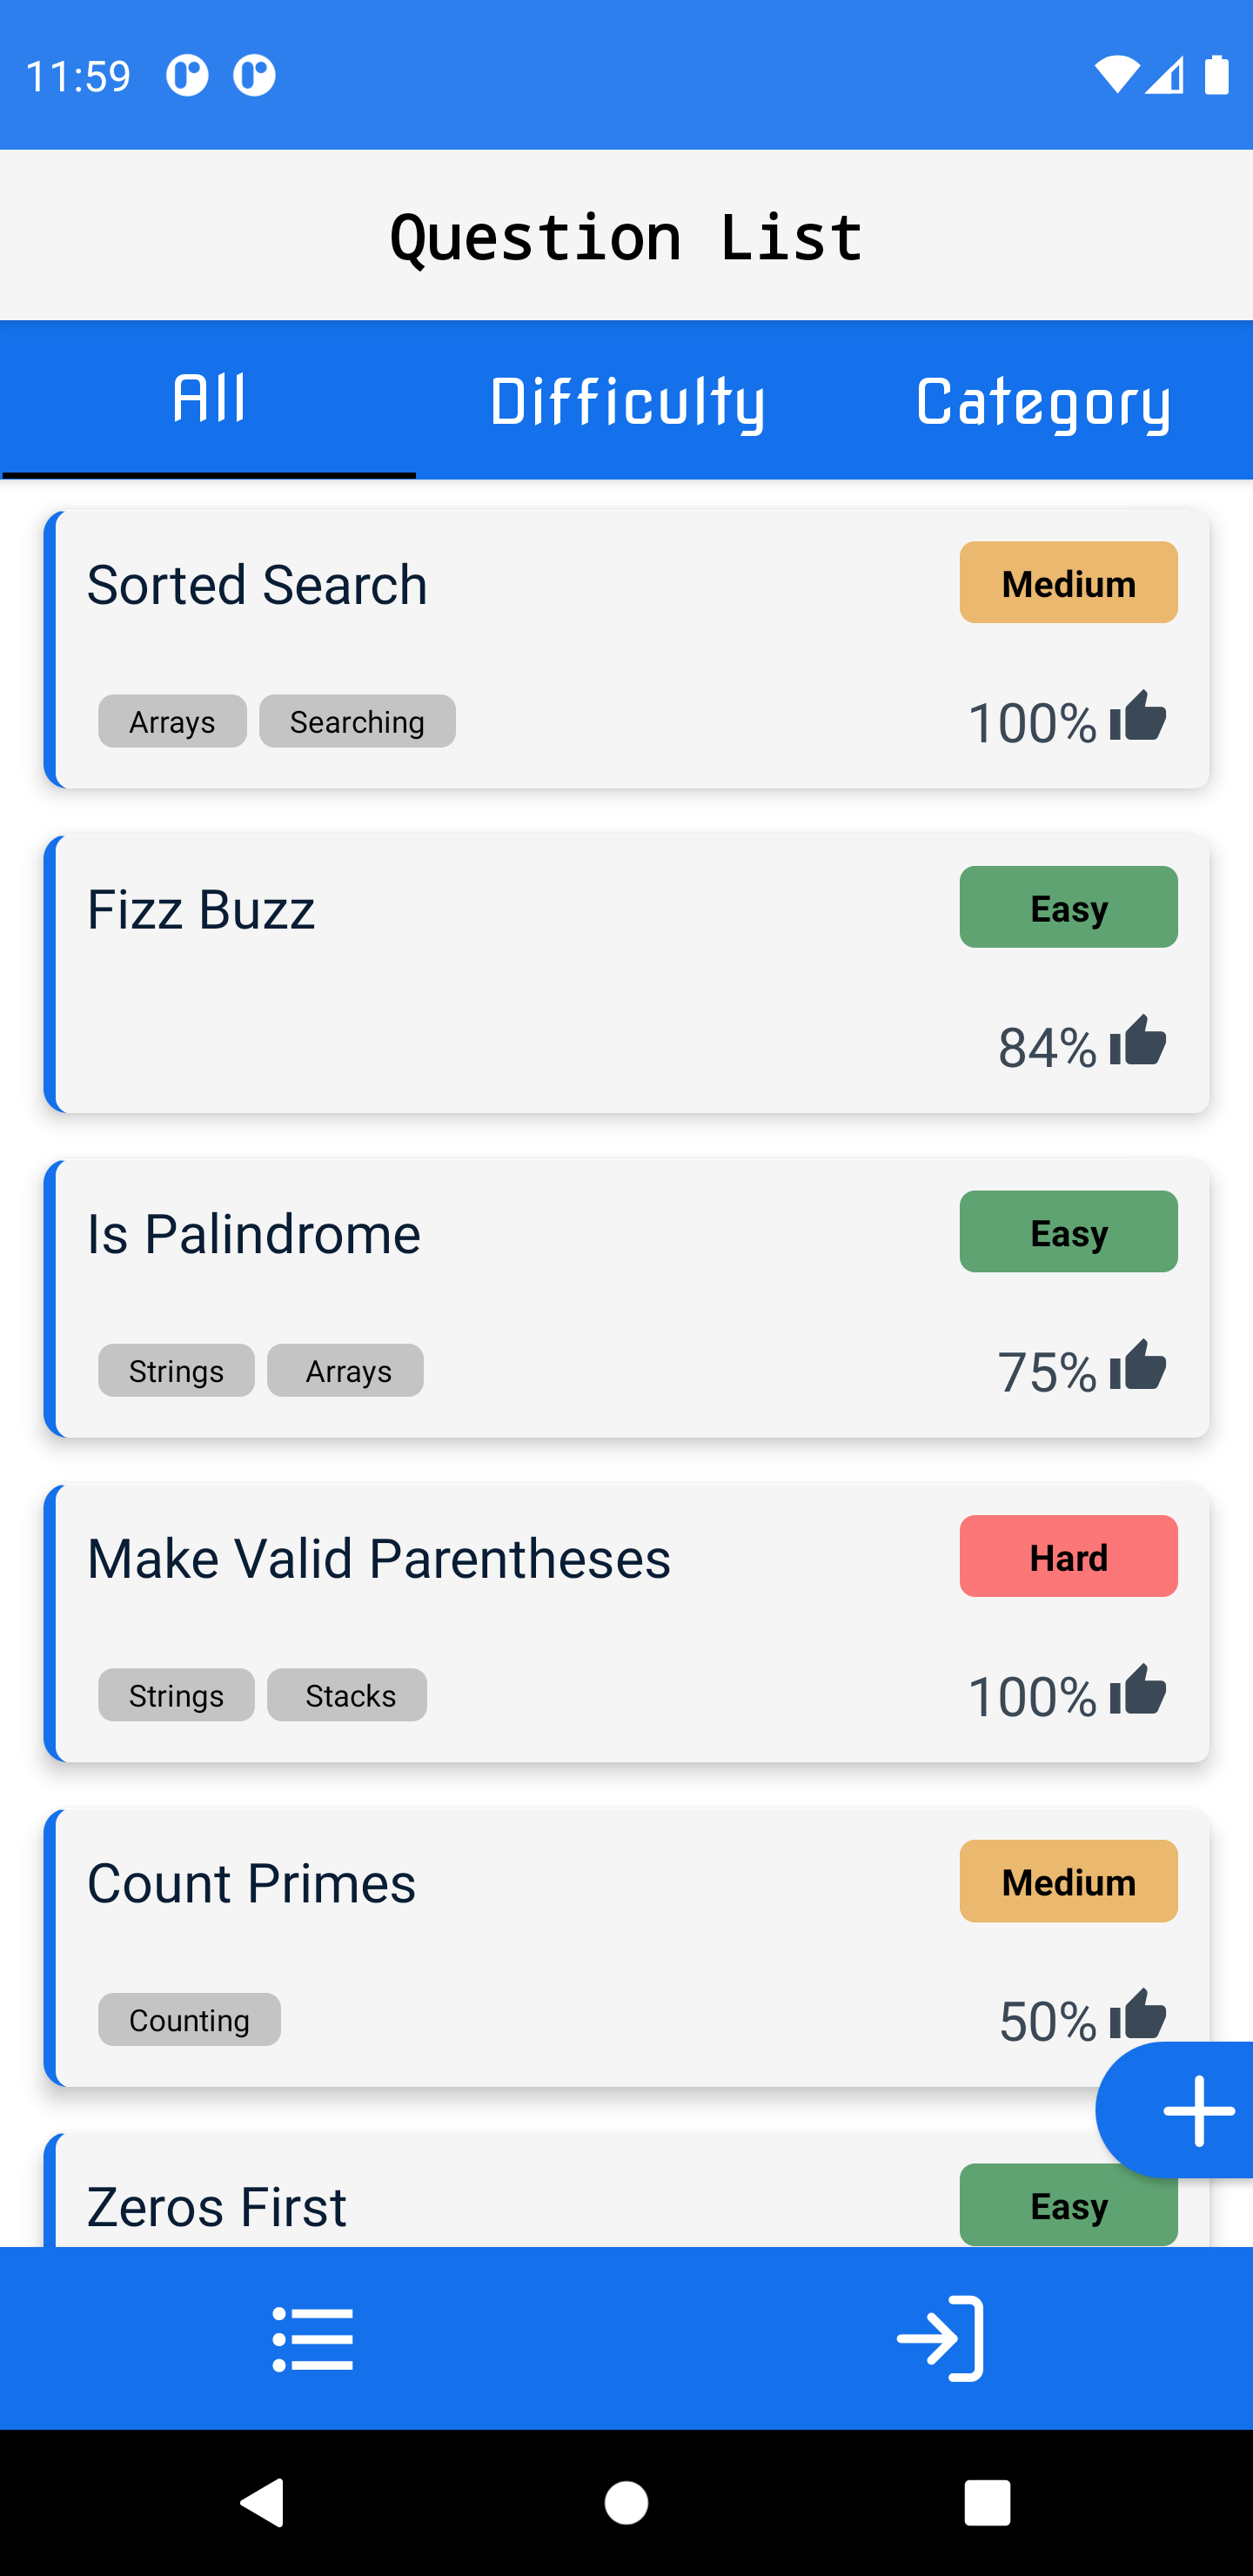 11:59
Question List
All Difficulty Category
Sorted Search Medium
Arrays Searching 100%
Fizz Buzz Easy
84%
Is Palindrome Easy
Strings Arrays 75%
Make Valid Parentheses Hard
Strings Stacks 100%
Count Primes Medium
Counting 50%
Zeros First Easy